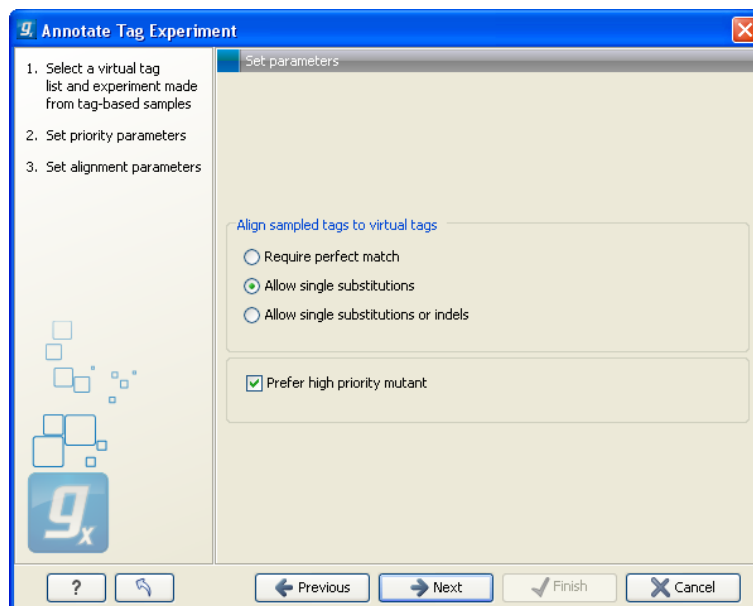 Annotate Tag Experiment
1. Select a virtual tag
list and experiment made
from tag-based samples
2. Set priority parameters
3. Set alignment parameters
Set parameters
Align sampled tags to virtual tags
Require perfect match
Allow single substitutions
Allow single substitutions or indels
Prefer high priority mutant
gx
?
Previous
Next
Finish
Cancel